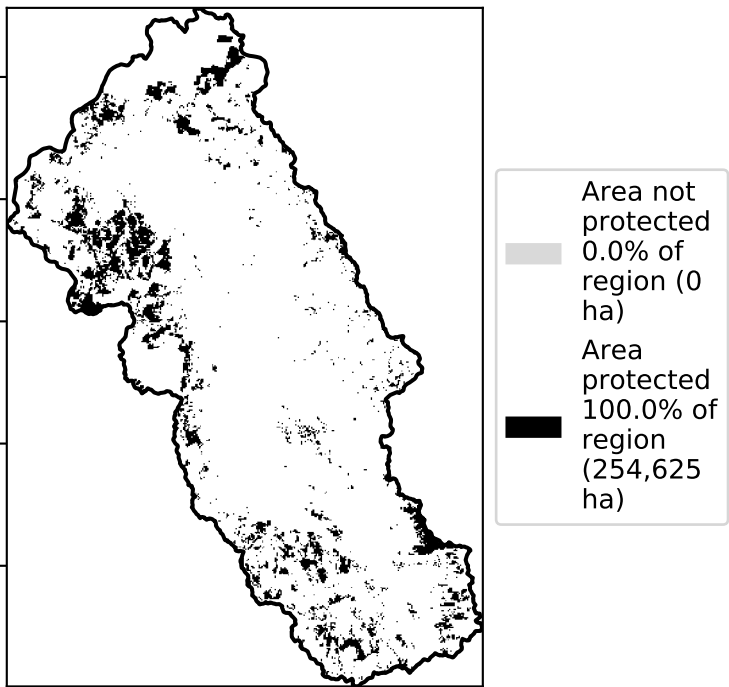 Area not
protected
0.0% of
region (0
ha)
Area
protected
100.0% of
region
(254,625
ha)